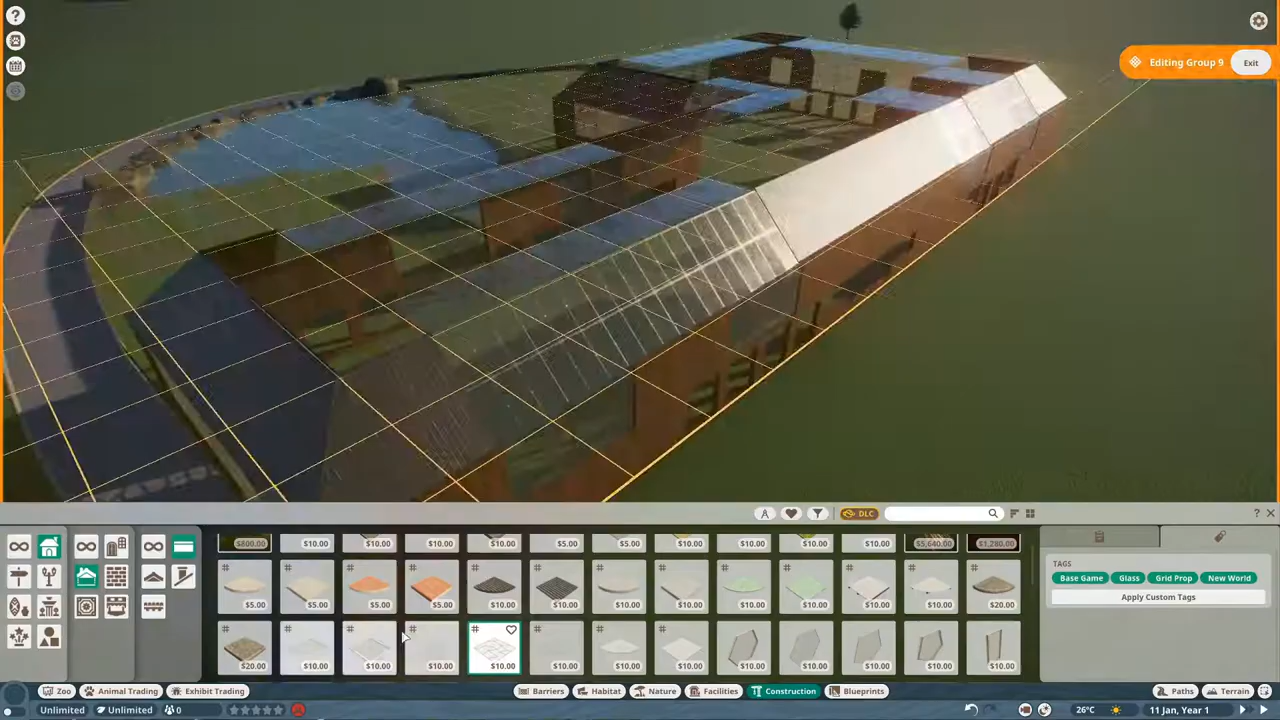 Editing Group 9 Exit
DLC
$800.00 $10.00 $10.00 $10.00 $10.00 $5.00 $5.00 $10.00 $10.00 $10.00 $10.00 $5,640.00 $1,280.00
$5.00 $5.00 $5.00 $5.00 $10.00 $10.00 $10.00 $10.00 $10.00 $10.00 $10.00 $10.00 $20.00
$20.00 $10.00 $10.00 $10.00 $10.00 $10.00 $10.00 $10.00 $10.00 $10.00 $10.00 $10.00 $10.00
TAGS
Base Game Glass Grid Prop New World
Apply Custom Tags
Zoo Animal Trading Exhibit Trading Barriers Habitat Nature Facilities Construction Blueprints Paths Terrain
Unlimited Unlimited 0 26°C 11 Jan, Year 1